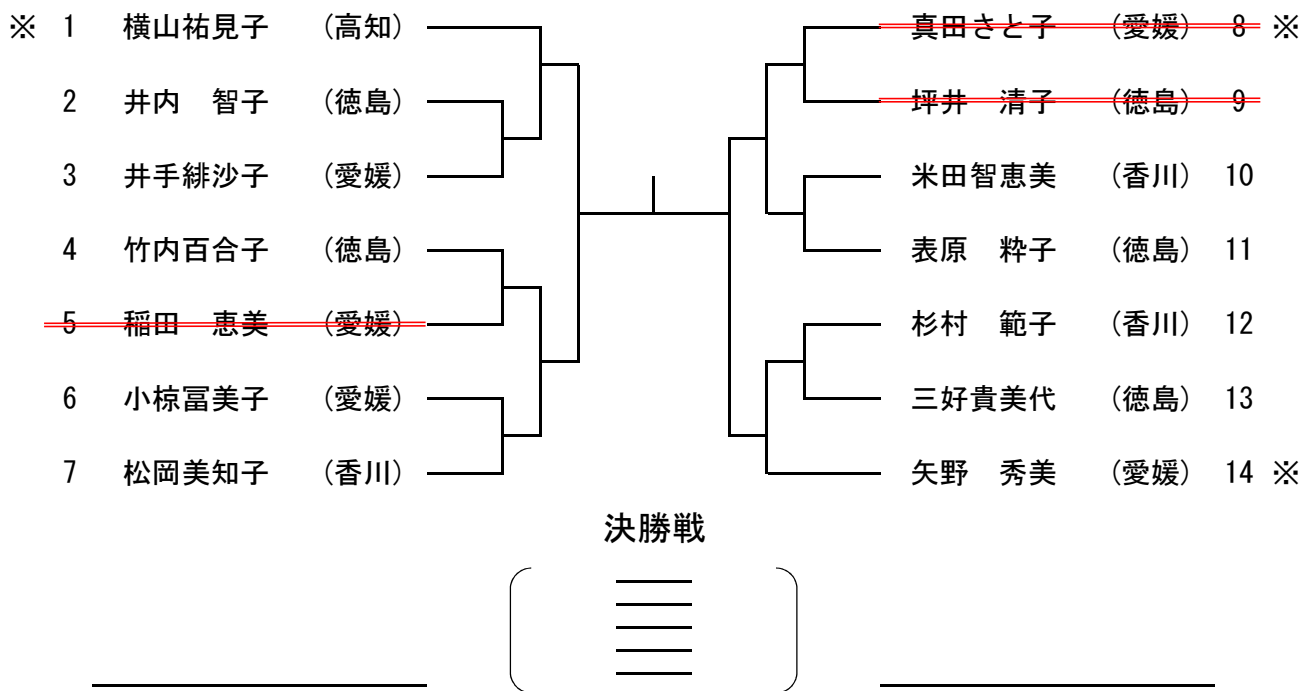 ※ 1 横山祐見子 (高知)
2 井内　智子 (徳島)
3 井手緋沙子 (愛媛)
4 竹内百合子 (徳島)
5 稲田　恵美 (愛媛)
6 小椋冨美子 (愛媛)
7 松岡美知子 (香川)
真田さと子 (愛媛) 8 ※
坪井　清子 (徳島) 9
米田智恵美 (香川) 10
表原　粋子 (徳島) 11
杉村　範子 (香川) 12
三好貴美代 (徳島) 13
矢野　秀美 (愛媛) 14 ※
決勝戦